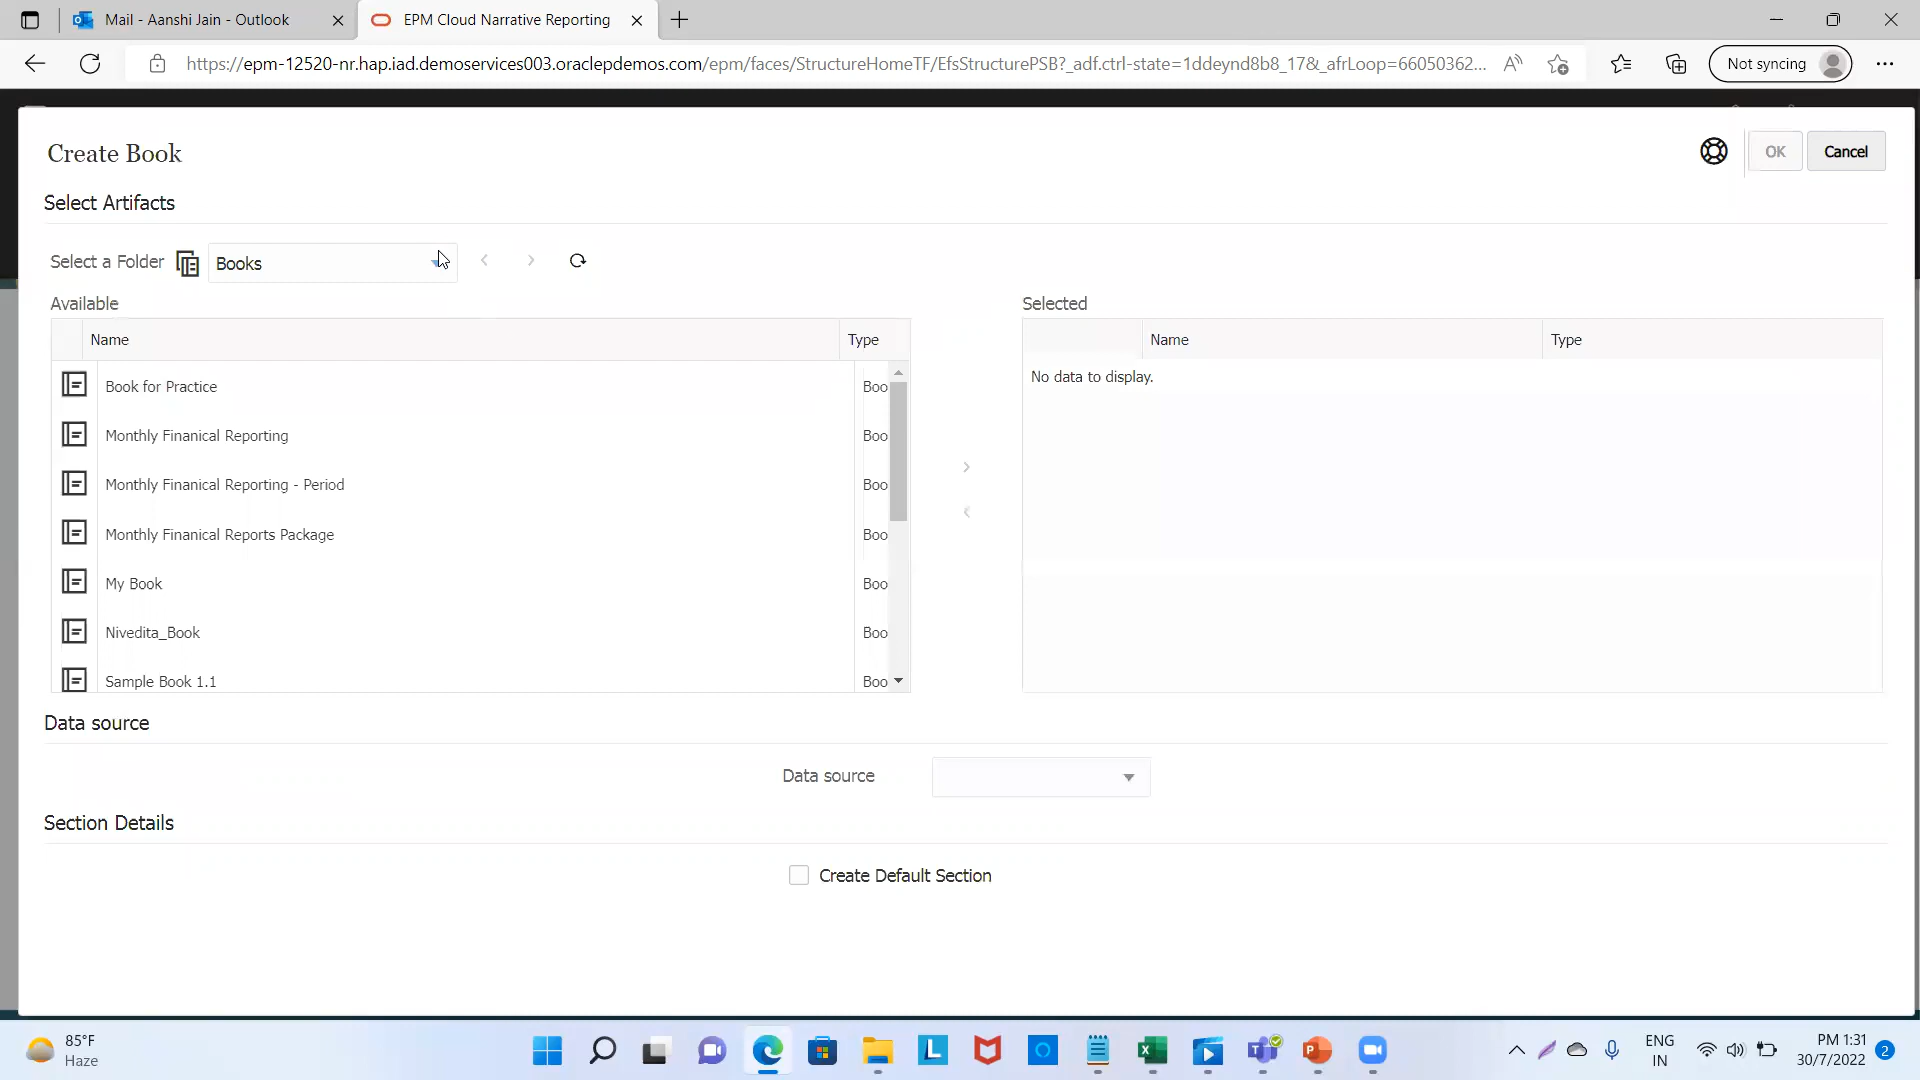 Mail - Aanshi Jain - Outlook
EPM Cloud Narrative Reporting
https://epm-12520-nr.hap.iad.demoservices003.oraclepdemos.com/epm/faces/StructureHomeTF/EfsStructurePSB?_adf.ctrl-state=1ddeynd8b8_17&_afrLoop=66050362...
Not syncing
Create Book
OK
Cancel
Select Artifacts
Select a Folder
Books
Available
Selected
Name
Type
Name
Type
No data to display.
Book for Practice
Boo
Monthly Finanical Reporting
Boo
Monthly Finanical Reporting - Period
Boo
Monthly Finanical Reports Package
Boo
My Book
Boo
Nivedita_Book
Boo
Sample Book 1.1
Boo
Data source
Data source
Section Details
Create Default Section
85°F
Haze
ENG
IN
PM 1:31
30/7/2022
2